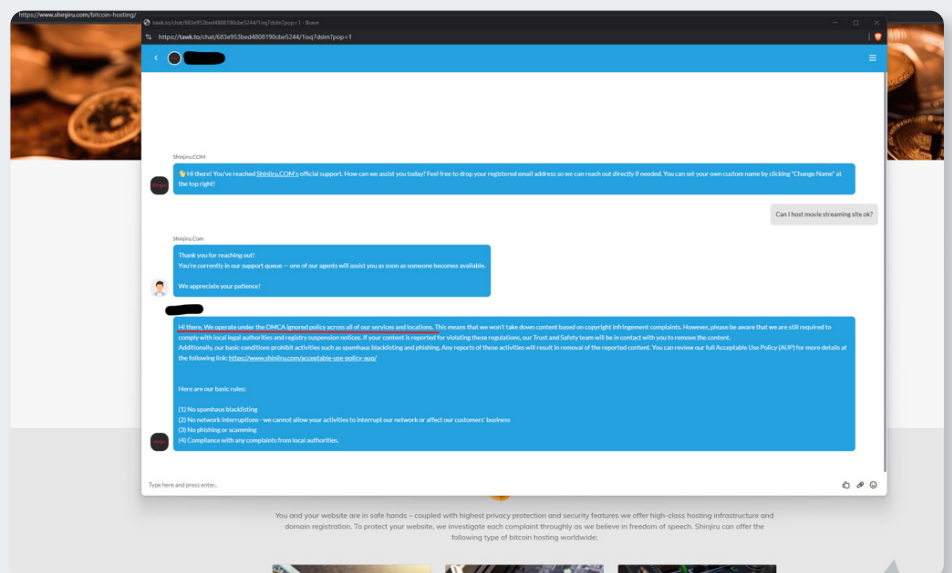 https://www.shinjiru.com/bitcoin-hosting/
https://tawk.to/chat/683e953bed4808190cbe5244/1isq7dslm?pop=1
Shinjiru.COM
👋 Hi there! You've reached Shinjiru.COM's official support. How can we assist you today? Feel free to drop your registered email address so we can reach out directly if needed. You can set your own custom name by clicking "Change Name" at
the top right!
Can I host movie streaming site ok?
Shinjiru.Com
Thank you for reaching out!
You're currently in our support queue — one of our agents will assist you as soon as someone becomes available.
We appreciate your patience!
Hi there, We operate under the DMCA ignored policy across all of our services and locations. This means that we won't take down content based on copyright infringement complaints. However, please be aware that we are still required to
comply with local legal authorities and registry suspension notices. If your content is reported for violating these regulations, our Trust and Safety team will be in contact with you to remove the content.
Additionally, our basic conditions prohibit activities such as spamhaus blacklisting and phishing. Any reports of these activities will result in removal of the reported content. You can review our full Acceptable Use Policy (AUP) for more details at
the following link: https://www.shinjiru.com/acceptable-use-policy-aup/
Here are our basic rules:
(1) No spamhaus blacklisting
(2) No network interruptions - we cannot allow your activities to interrupt our network or affect our customers' business
(3) No phishing or scamming
(4) Compliance with any complaints from local authorities.
Type here and press enter..
You and your website are in safe hands – coupled with highest privacy protection and security features we offer high-class hosting infrastructure and
domain registration. To protect your website, we investigate each complaint throughly as we believe in freedom of speech. Shinjiru can offer the
following type of bitcoin hosting worldwide: